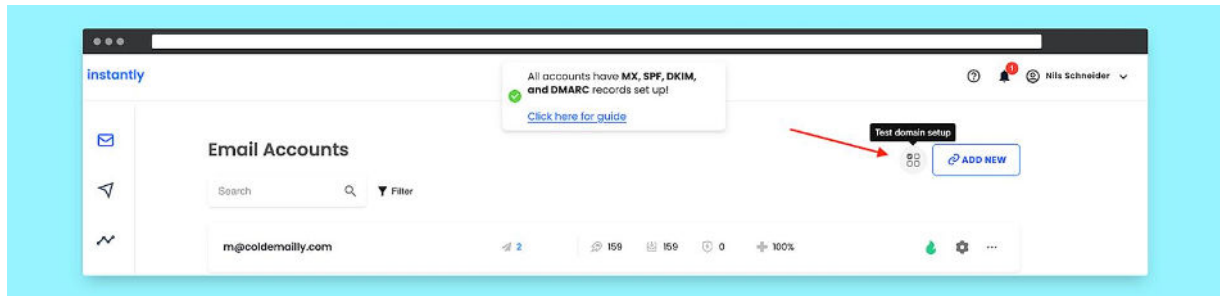 instantly
All accounts have MX, SPF, DKIM,
and DMARC records set up!
Click here for guide
1
Nils Schneider
Email Accounts
Test domain setup
ADD NEW
Search
Filter
m@coldemailly.com
2
159
159
0
100%